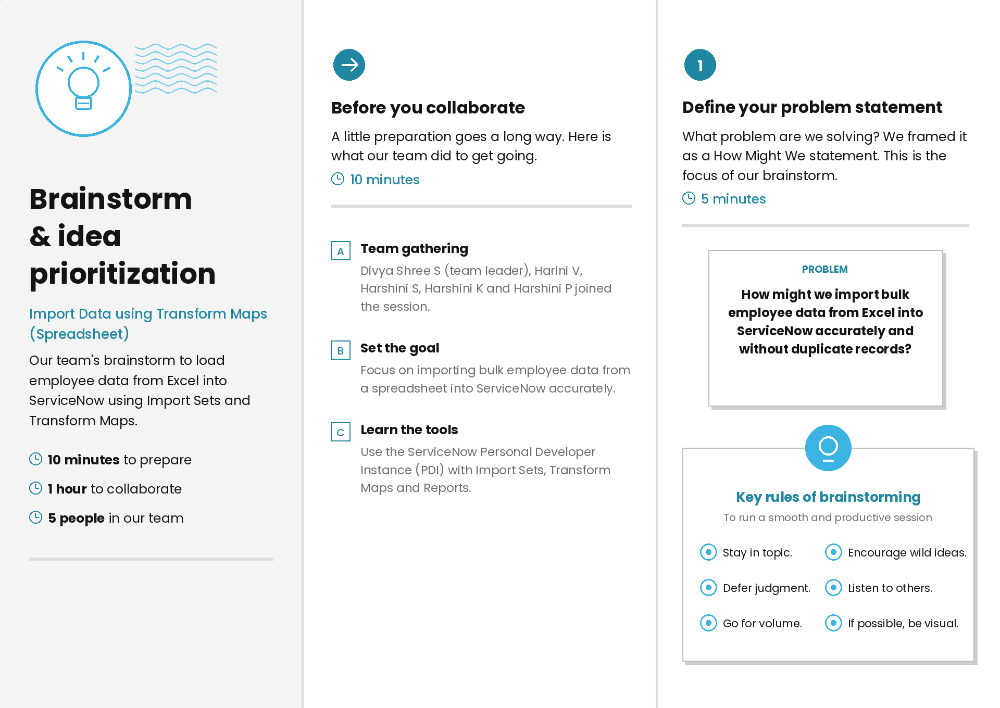 Brainstorm
& idea
prioritization
Import Data using Transform Maps
(Spreadsheet)
Our team's brainstorm to load
employee data from Excel into
ServiceNow using Import Sets and
Transform Maps.
10 minutes to prepare
1 hour to collaborate
5 people in our team
Before you collaborate
A little preparation goes a long way. Here is
what our team did to get going.
10 minutes
A Team gathering
Divya Shree S (team leader), Harini V,
Harshini S, Harshini K and Harshini P joined
the session.
B Set the goal
Focus on importing bulk employee data from
a spreadsheet into ServiceNow accurately.
C Learn the tools
Use the ServiceNow Personal Developer
Instance (PDI) with Import Sets, Transform
Maps and Reports.
1
Define your problem statement
What problem are we solving? We framed it
as a How Might We statement. This is the
focus of our brainstorm.
5 minutes
PROBLEM
How might we import bulk
employee data from Excel into
ServiceNow accurately and
without duplicate records?
Key rules of brainstorming
To run a smooth and productive session
Stay in topic. Encourage wild ideas.
Defer judgment. Listen to others.
Go for volume. If possible, be visual.